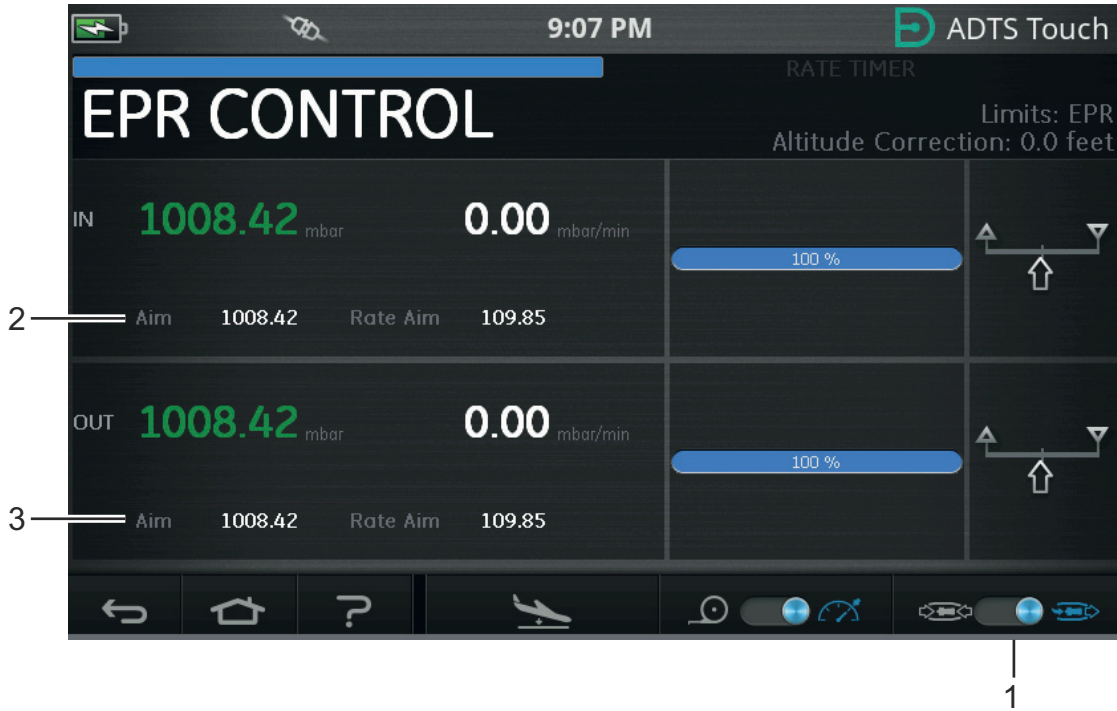 9:07 PM ADTS Touch
RATE TIMER
EPR CONTROL
Limits: EPR
Altitude Correction: 0.0 feet
IN 1008.42 mbar 0.00 mbar/min
100 %
2 Aim 1008.42 Rate Aim 109.85
OUT 1008.42 mbar 0.00 mbar/min
100 %
3 Aim 1008.42 Rate Aim 109.85
?
1